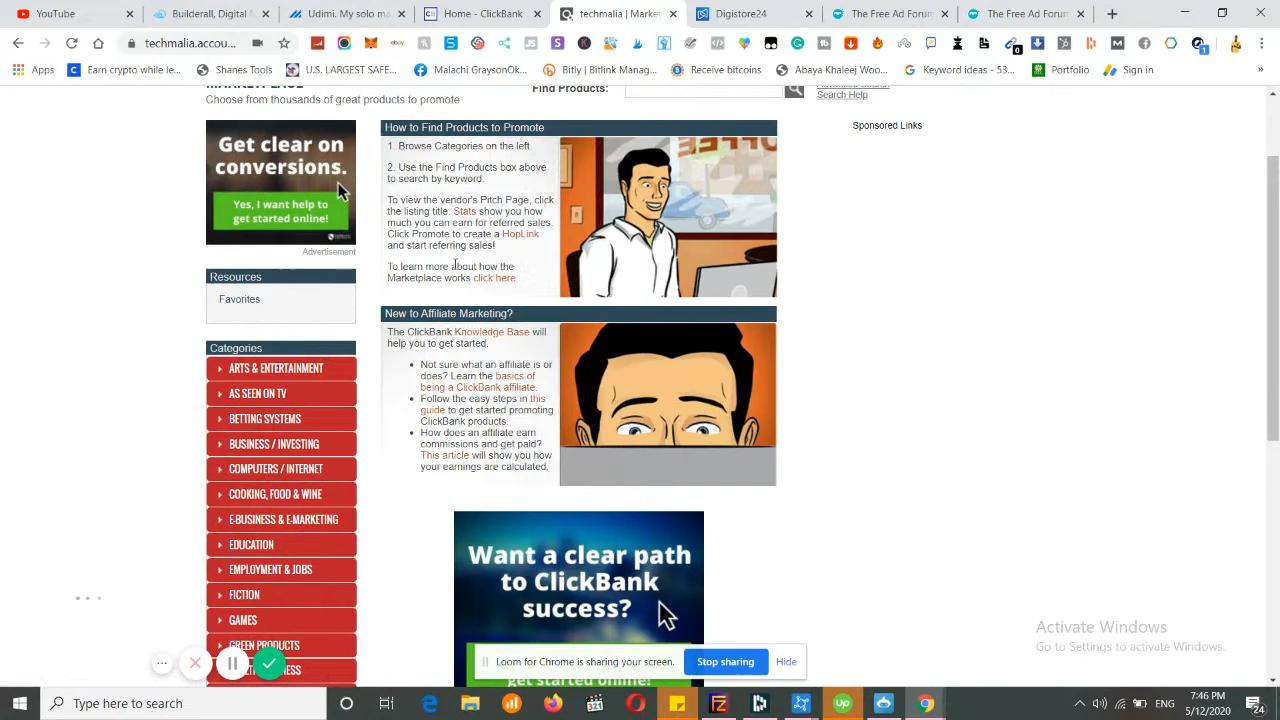 YouTube
techmalia | Market
Digistore24
The Free Ad Forum
The Free Ad Forum
techmalia.accou...
ebay
0
1
Apps
Earn crypto while l...
Shanes Tools
U.S. LARGEST SAFE...
Malachi GraysonOk...
Bitly | Bitlink Manag...
Receive bitcoins
Abaya Khaleej Woo...
Keyword ideas - 53...
Portfolio
Sign in
»
MARKETPLACE
Choose from thousands of great products to promote
Find Products:
Advanced Search
Search Help
Sponsored Links
Get clear on
conversions.
Yes, I want help to
get started online!
Advertisement
Resources
Favorites
Categories
ARTS & ENTERTAINMENT
AS SEEN ON TV
BETTING SYSTEMS
BUSINESS / INVESTING
COMPUTERS / INTERNET
COOKING, FOOD & WINE
E-BUSINESS & E-MARKETING
EDUCATION
EMPLOYMENT & JOBS
FICTION
GAMES
GREEN PRODUCTS
How to Find Products to Promote
1. Browse Categories on the left.
2. Use the Find Products box above
to search by keyword.
To view the vendor's Pitch Page, click
the listing title. Stats show you how
much you can earn for referred sales.
Click Promote to create a HopLink
and start referring sales!
To learn more about how the
Marketplace works click here.
New to Affiliate Marketing?
The ClickBank Knowledge Base will
help you to get started.
• Not sure what an affiliate is or
does? Learn the basics of
being a ClickBank affiliate.
• Follow the easy steps in this
guide to get started promoting
ClickBank products.
• How does an affiliate earn
commissions and get paid?
This article will show you how
your earnings are calculated.
Want a clear path
to ClickBank
success?
get started online!
Loom for Chrome is sharing your screen.
Stop sharing
Hide
Activate Windows
Go to Settings to activate Windows.
Type here to search
321
Up
ENG
7:46 PM
5/12/2020
24